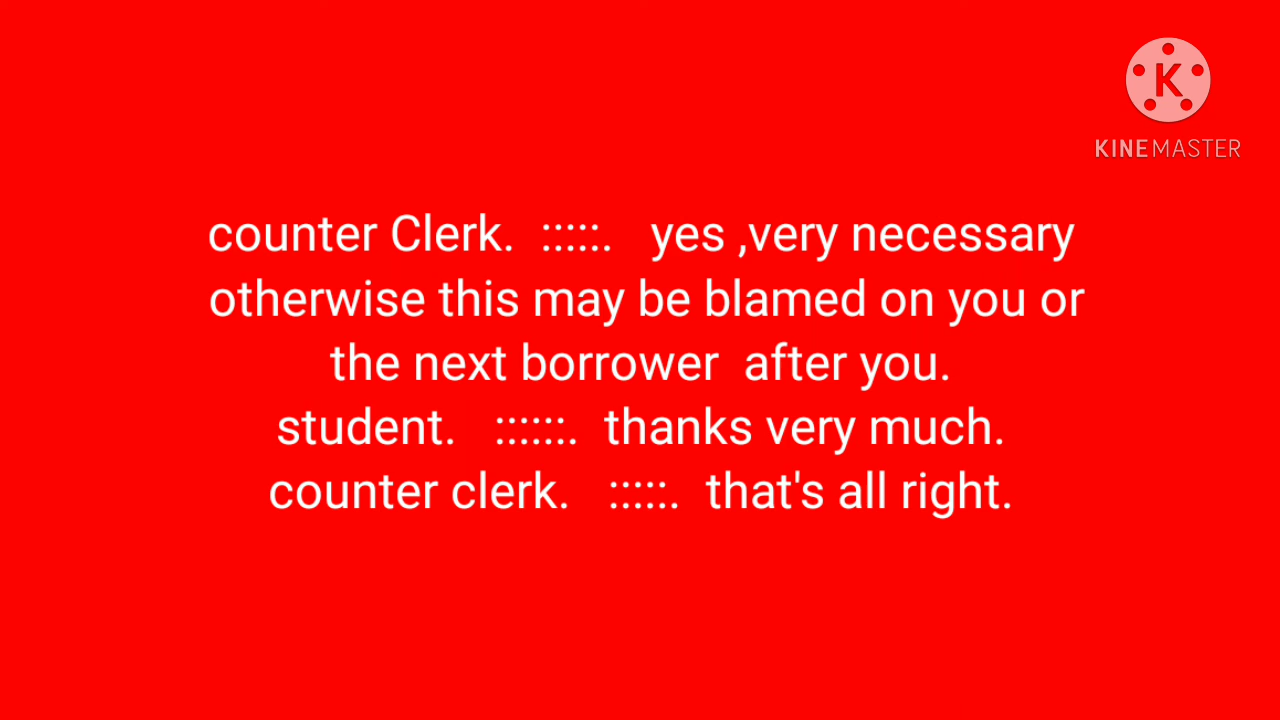 K
KINEMASTER
counter Clerk.  :::::.   yes ,very necessary
otherwise this may be blamed on you or
the next borrower  after you.
student.   ::::::.  thanks very much.
counter clerk.   :::::.  that's all right.